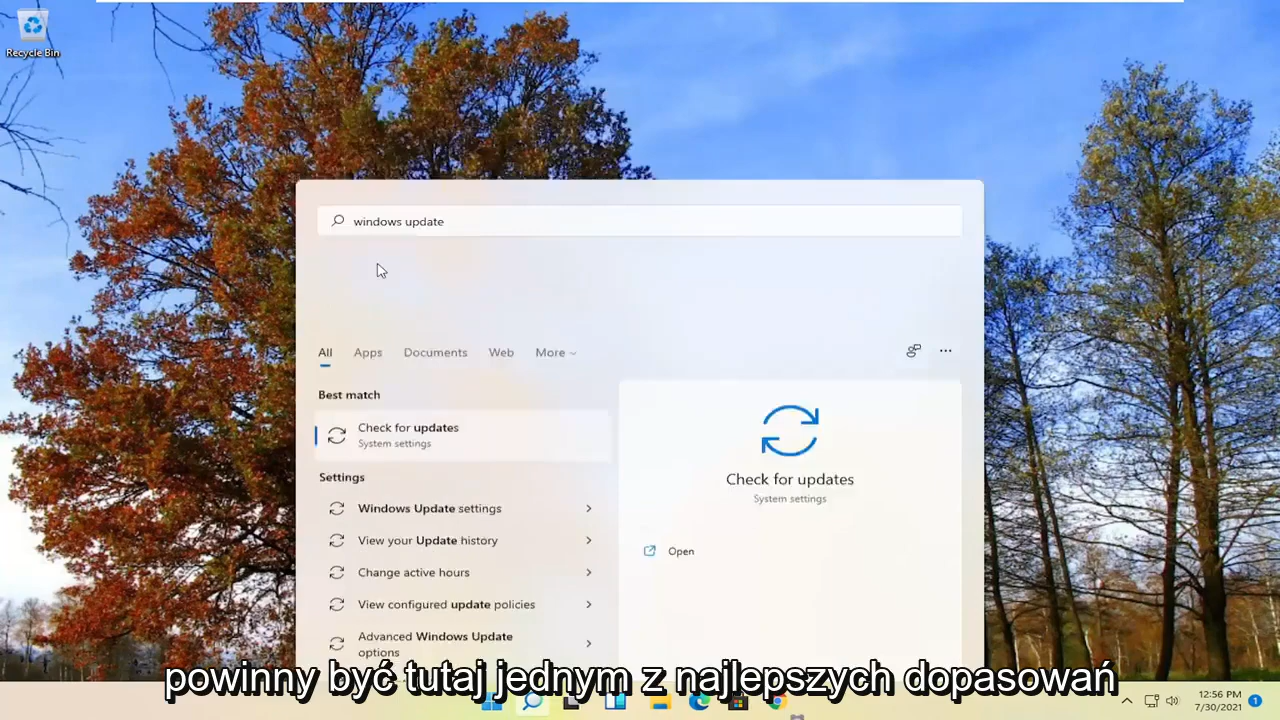 Recycle Bin
windows update
All
Apps
Documents
Web
More
Best match
Check for updates
System settings
Settings
Windows Update settings
View your Update history
Change active hours
View configured update policies
Advanced Windows Update
options
Check for updates
System settings
Open
powinny być tutaj jednym z najlepszych dopasowań
12:56 PM
7/30/2021
1